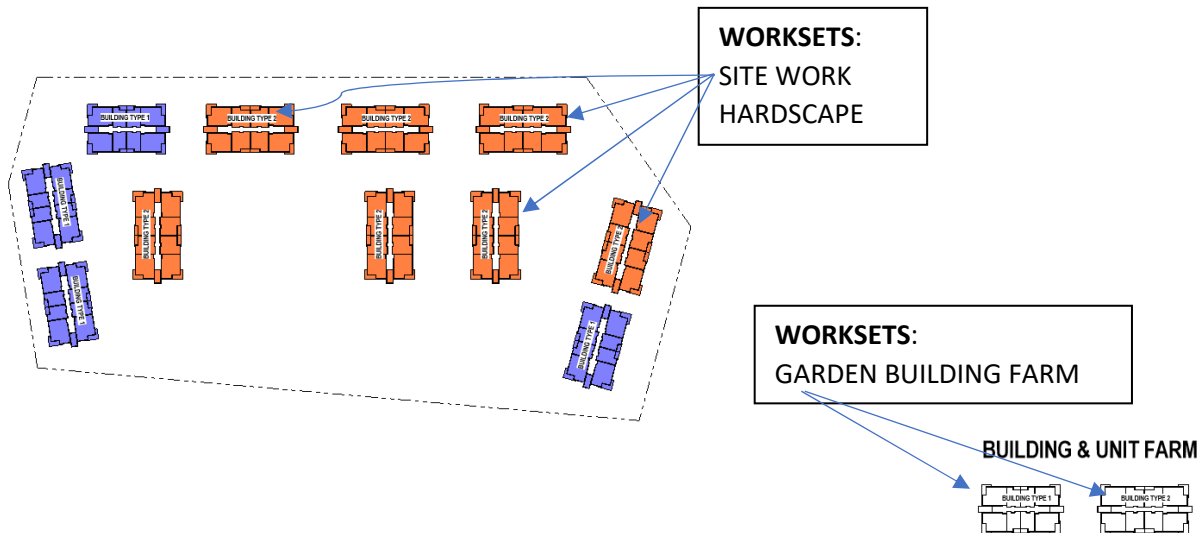 WORKSETS:
SITE WORK
HARDSCAPE
BUILDING TYPE 1
BUILDING TYPE 2
BUILDING TYPE 2
BUILDING TYPE 2
BUILDING TYPE 1
BUILDING TYPE 2
BUILDING TYPE 2
BUILDING TYPE 2
BUILDING TYPE 2
BUILDING TYPE 1
BUILDING TYPE 1
WORKSETS:
GARDEN BUILDING FARM
BUILDING & UNIT FARM
BUILDING TYPE 1
BUILDING TYPE 2